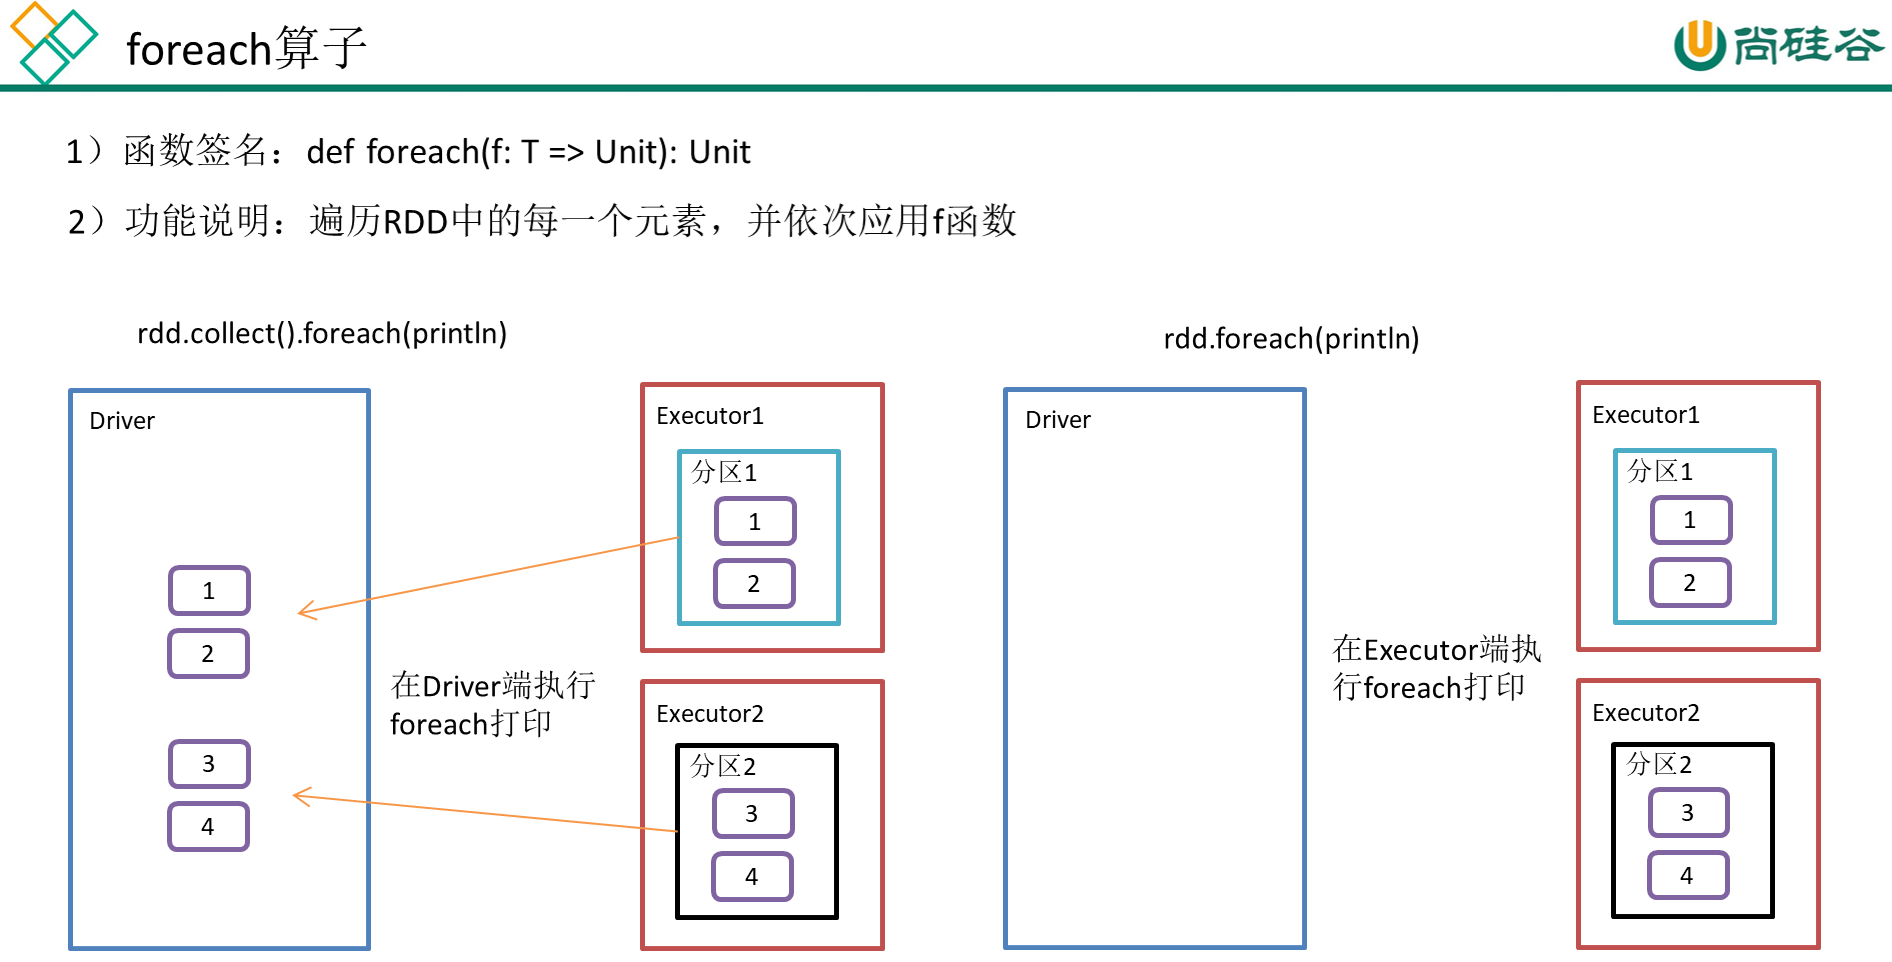 foreach算子
尚硅谷
1）函数签名：def foreach(f: T => Unit): Unit
2）功能说明：遍历RDD中的每一个元素，并依次应用f函数
rdd.collect().foreach(println)
Driver
1
2
3
4
在Driver端执行
foreach打印
Executor1
分区1
1
2
Executor2
分区2
3
4
rdd.foreach(println)
Driver
在Executor端执
行foreach打印
Executor1
分区1
1
2
Executor2
分区2
3
4